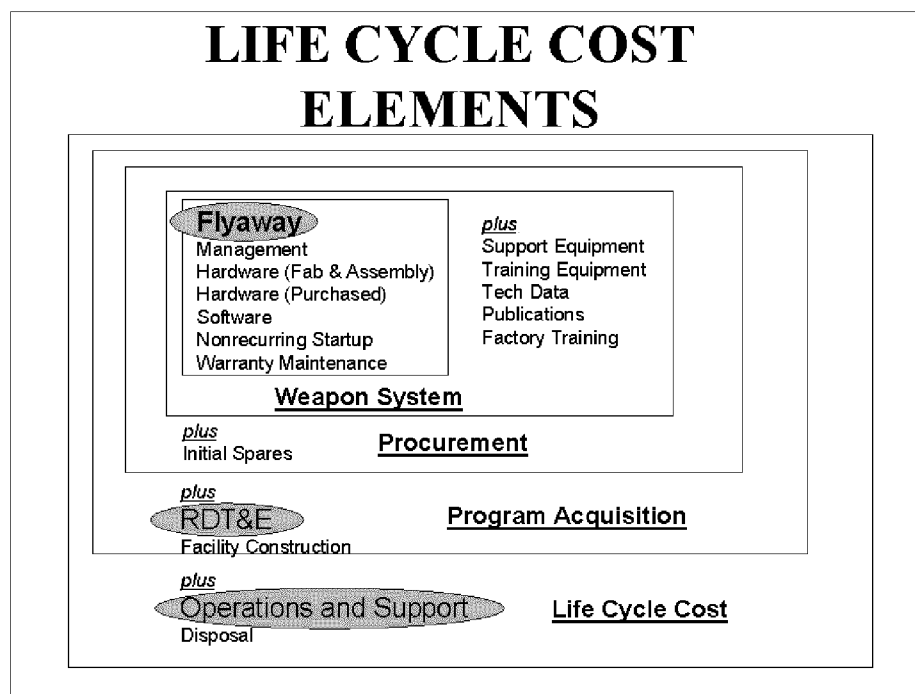 LIFE CYCLE COST
ELEMENTS
Flyaway
Management
Hardware (Fab & Assembly)
Hardware (Purchased)
Software
Nonrecurring Startup
Warranty Maintenance
plus
Support Equipment
Training Equipment
Tech Data
Publications
Factory Training
Weapon System
plus
Initial Spares
Procurement
plus
RDT&E
Facility Construction
Program Acquisition
plus
Operations and Support
Disposal
Life Cycle Cost